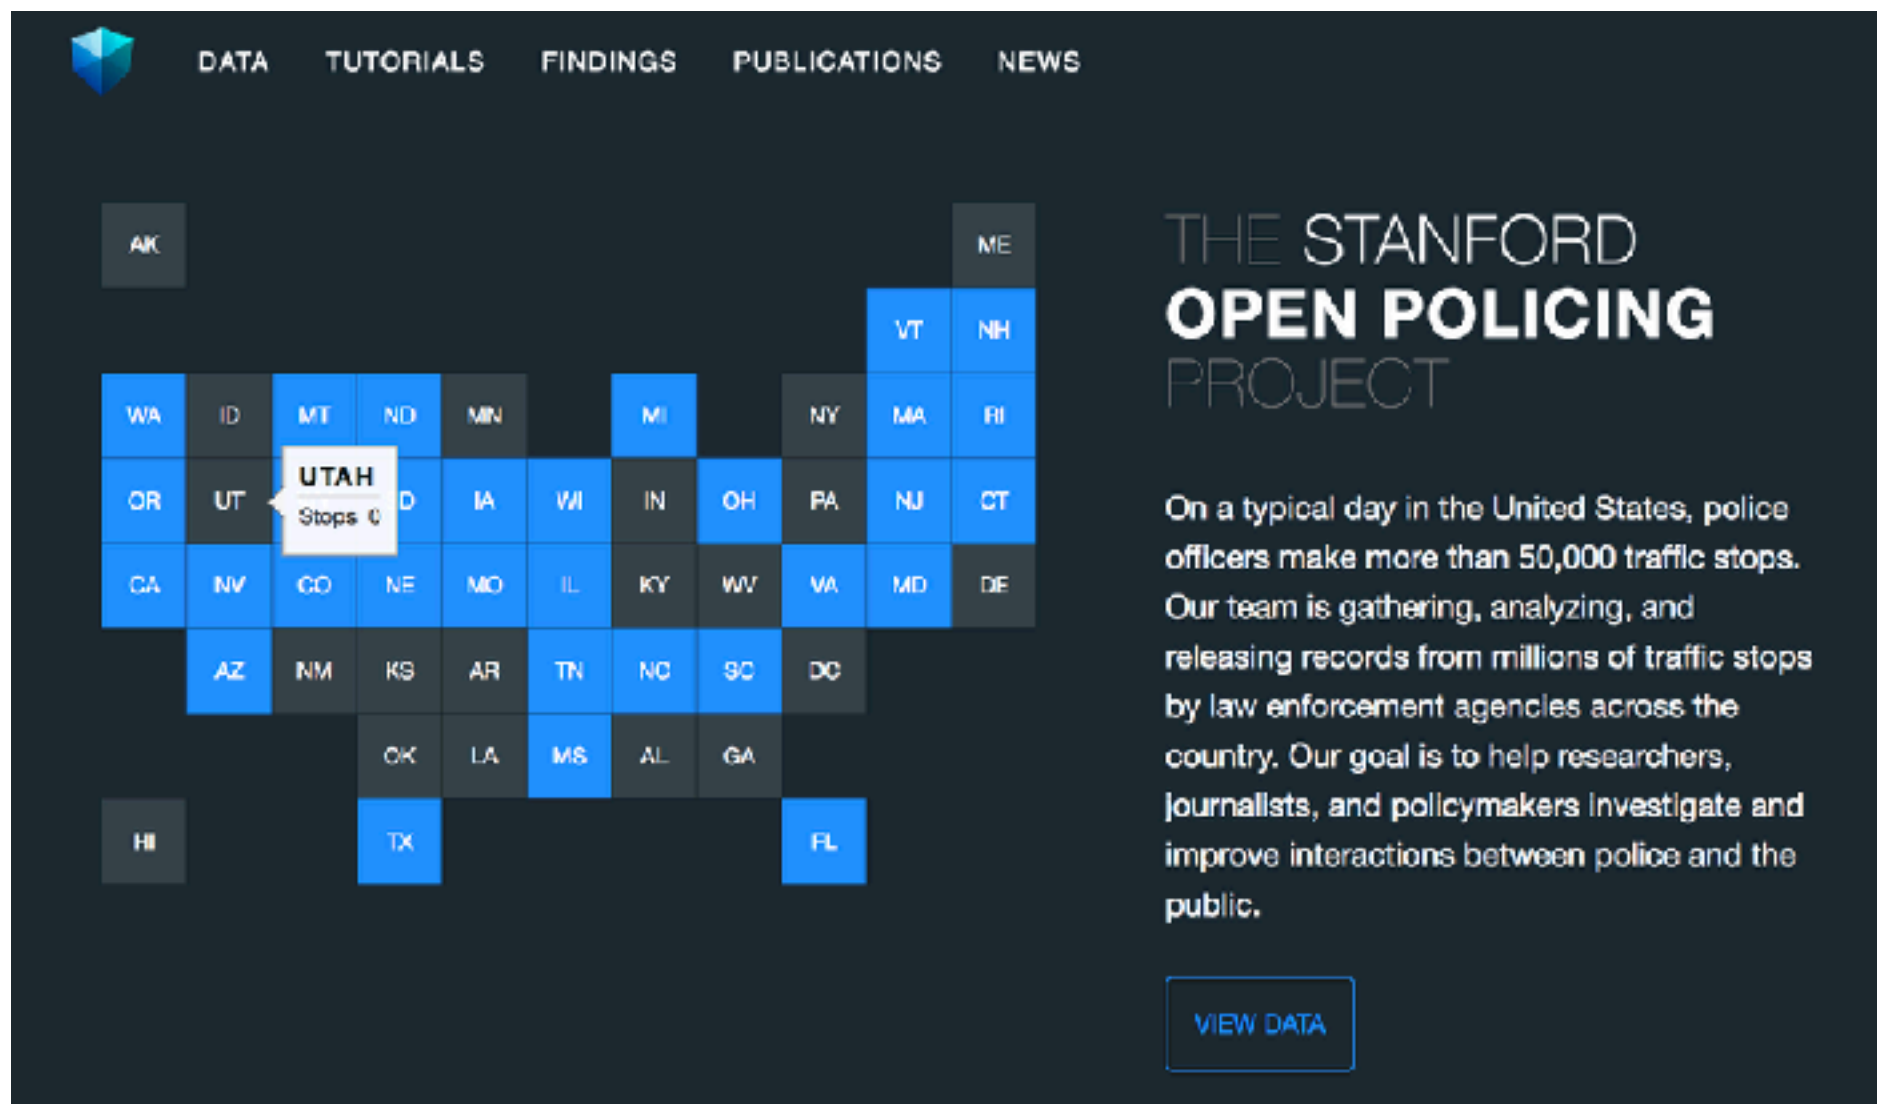 DATA TUTORIALS FINDINGS PUBLICATIONS NEWS
AK ME
VT NH
WA ID MT ND MN MI NY MA RI
OR UT D IA WI IN OH PA NJ CT
UTAH
Stops 0
CA NV CO NE MO IL KY WV VA MD DE
AZ NM KS AR TN NC SC DC
OK LA MS AL GA
HI TX FL
THE STANFORD
OPEN POLICING
PROJECT
On a typical day in the United States, police
officers make more than 50,000 traffic stops.
Our team is gathering, analyzing, and
releasing records from millions of traffic stops
by law enforcement agencies across the
country. Our goal is to help researchers,
journalists, and policymakers investigate and
improve interactions between police and the
public.
VIEW DATA